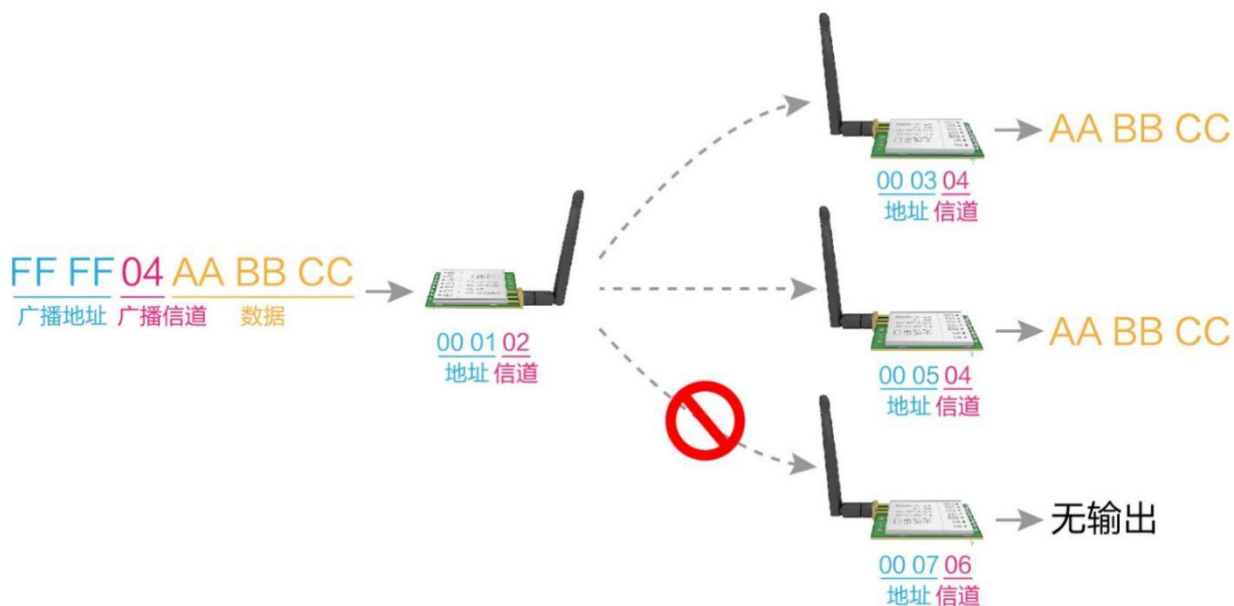 00 03 04
地址 信道
AA BB CC
FF FF 04 AA BB CC
广播地址 广播信道 数据
00 01 02
地址 信道
00 05 04
地址 信道
AA BB CC
00 07 06
地址 信道
无输出